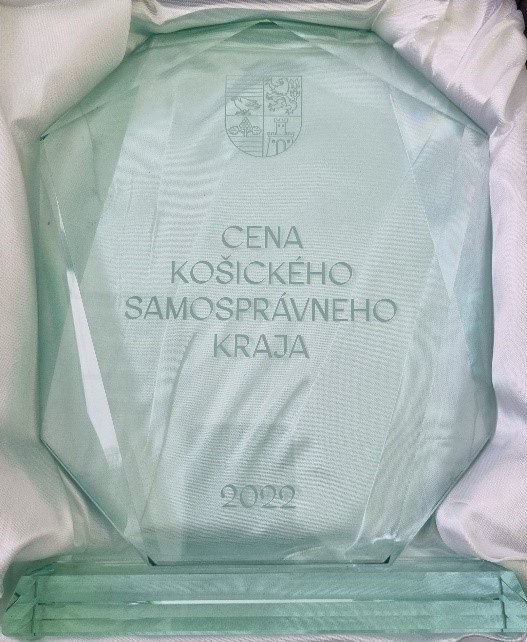 CENA
KOŠICKÉHO
SAMOSPRÁVNEHO
KRAJA
2022